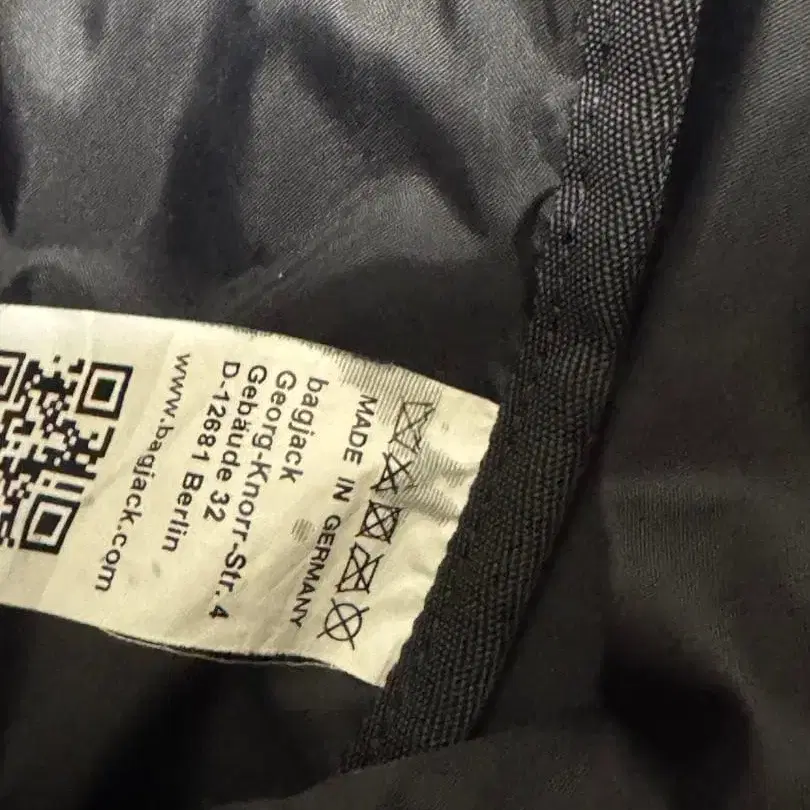 MADE IN GERMANY
bagjack
Georg-Knorr-Str.4
Gebäude 32
D-12681 Berlin
www.bagjack.com